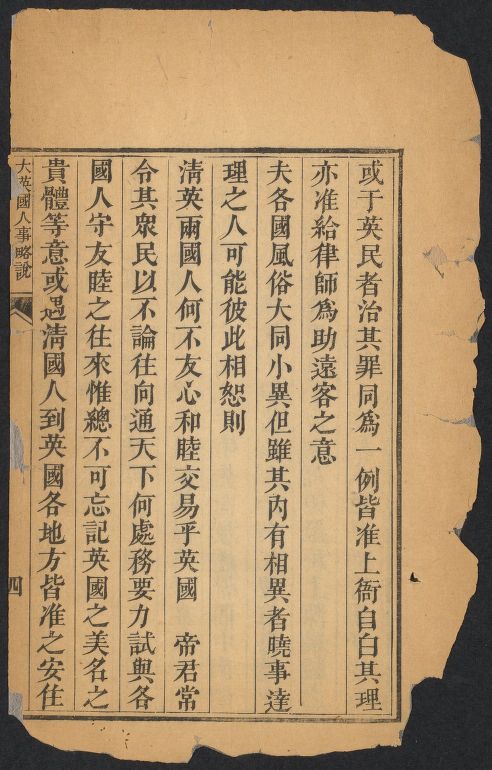 或于英民者治其罪同爲一例皆准上衙自白其理
亦准給律師爲助遠客之意
夫各國風俗大同小異但雖其內有相異者曉事達
理之人可能彼此相恕則
淸英兩國人何不友心和睦交易乎英國　帝君常
令其衆民以不論往向通天下何處務要力試與各
國人守友睦之往來惟總不可忘記英國之美名之
貴體等意或遇淸國人到英國各地方皆准之安住
大英國人事略說
四